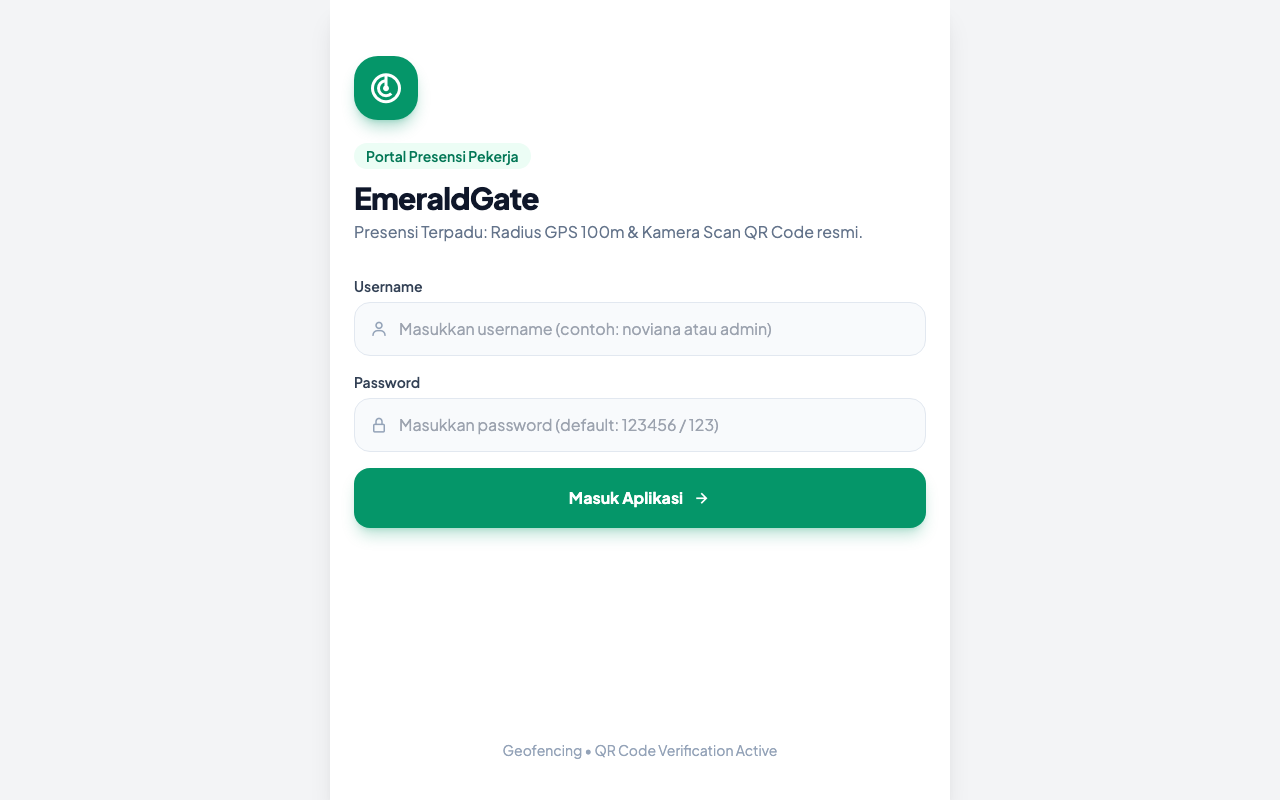 Portal Presensi Pekerja
EmeraldGate
Presensi Terpadu: Radius GPS 100m & Kamera Scan QR Code resmi.
Username
Masukkan username (contoh: noviana atau admin)
Password
Masukkan password (default: 123456 / 123)
Masuk Aplikasi →
Geofencing • QR Code Verification Active